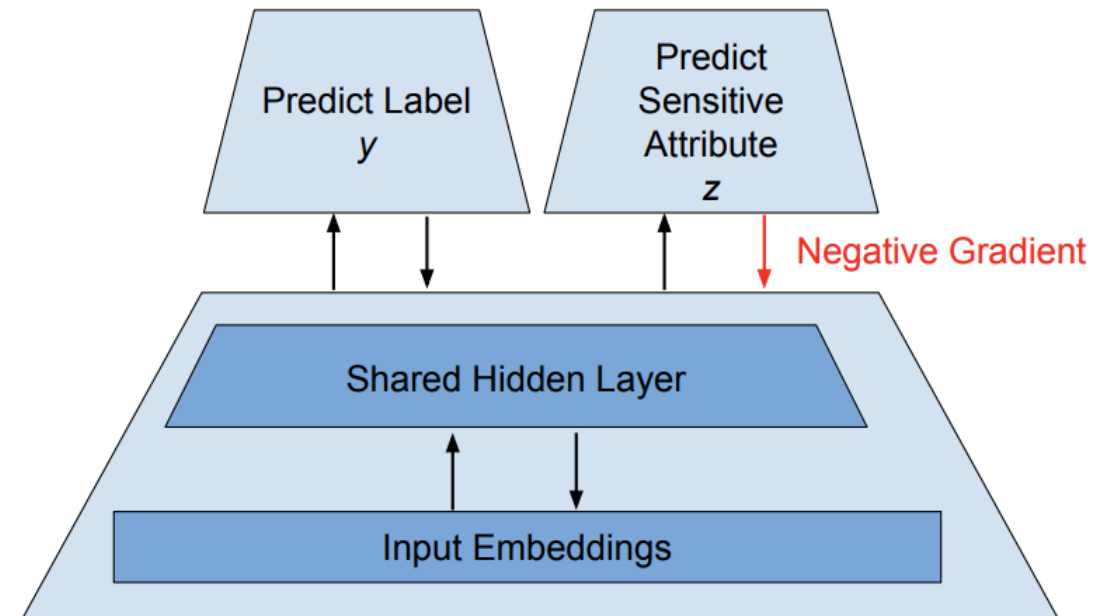 Predict Label
y
Predict
Sensitive
Attribute
z
Negative Gradient
Shared Hidden Layer
Input Embeddings